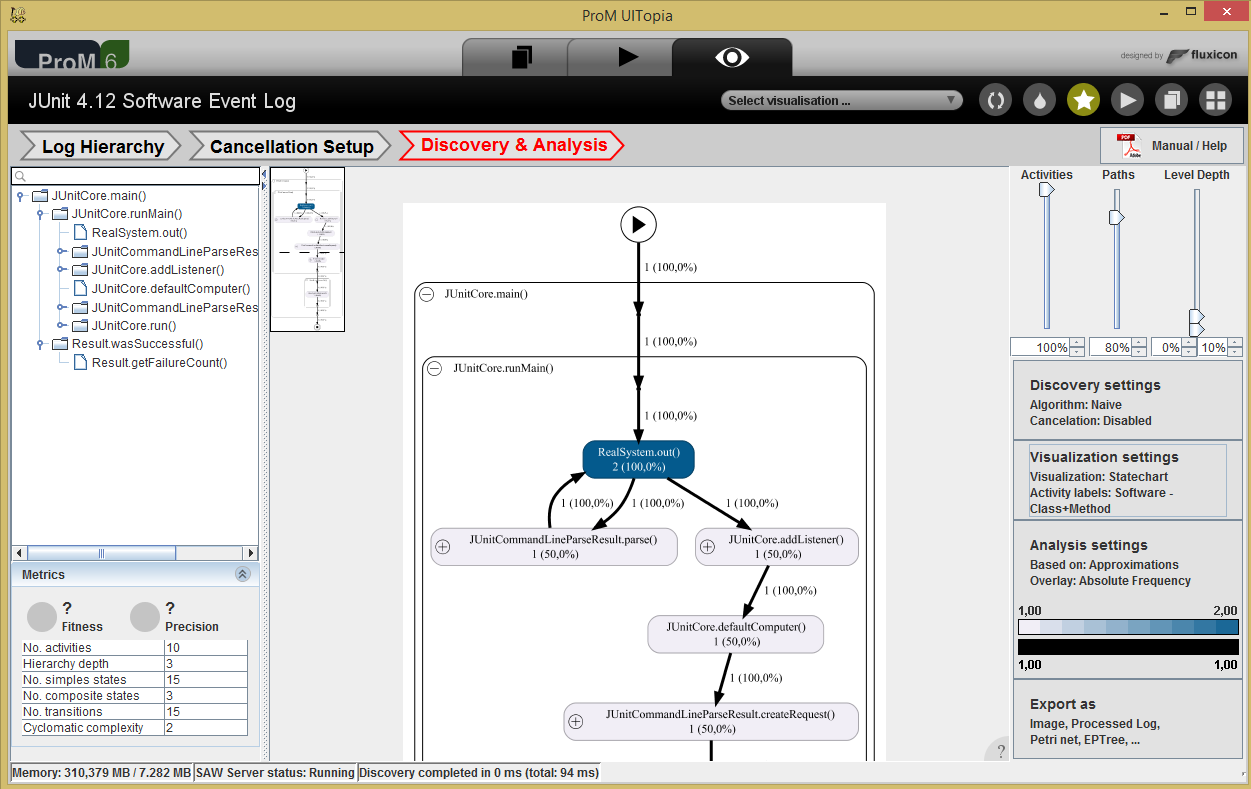 ProM UITopia
ProM 6
designed by fluxicon
JUnit 4.12 Software Event Log
Select visualisation ...
Log Hierarchy
Cancellation Setup
Discovery & Analysis
PDF
Adobe
Manual / Help
JUnitCore.main()
JUnitCore.runMain()
RealSystem.out()
JUnitCommandLineParseRes
JUnitCore.addListener()
JUnitCore.defaultComputer()
JUnitCommandLineParseRes
JUnitCore.run()
Result.wasSuccessful()
Result.getFailureCount()
Metrics
?
Fitness
?
Precision
No. activities 10
Hierarchy depth 3
No. simples states 15
No. composite states 3
No. transitions 15
Cyclomatic complexity 2
1 (100,0%)
JUnitCore.main()
1 (100,0%)
JUnitCore.runMain()
1 (100,0%)
RealSystem.out()
2 (100,0%)
1 (100,0%)
1 (100,0%)
1 (100,0%)
JUnitCommandLineParseResult.parse()
1 (50,0%)
JUnitCore.addListener()
1 (50,0%)
1 (100,0%)
JUnitCore.defaultComputer()
1 (50,0%)
1 (100,0%)
JUnitCommandLineParseResult.createRequest()
1 (50,0%)
?
Activities
Paths
Level Depth
100%
80%
0%
10%
Discovery settings
Algorithm: Naive
Cancelation: Disabled
Visualization settings
Visualization: Statechart
Activity labels: Software -
Class+Method
Analysis settings
Based on: Approximations
Overlay: Absolute Frequency
1,00 2,00
1,00 1,00
Export as
Image, Processed Log,
Petri net, EPTree, ...
Memory: 310,379 MB / 7.282 MB
SAW Server status: Running
Discovery completed in 0 ms (total: 94 ms)